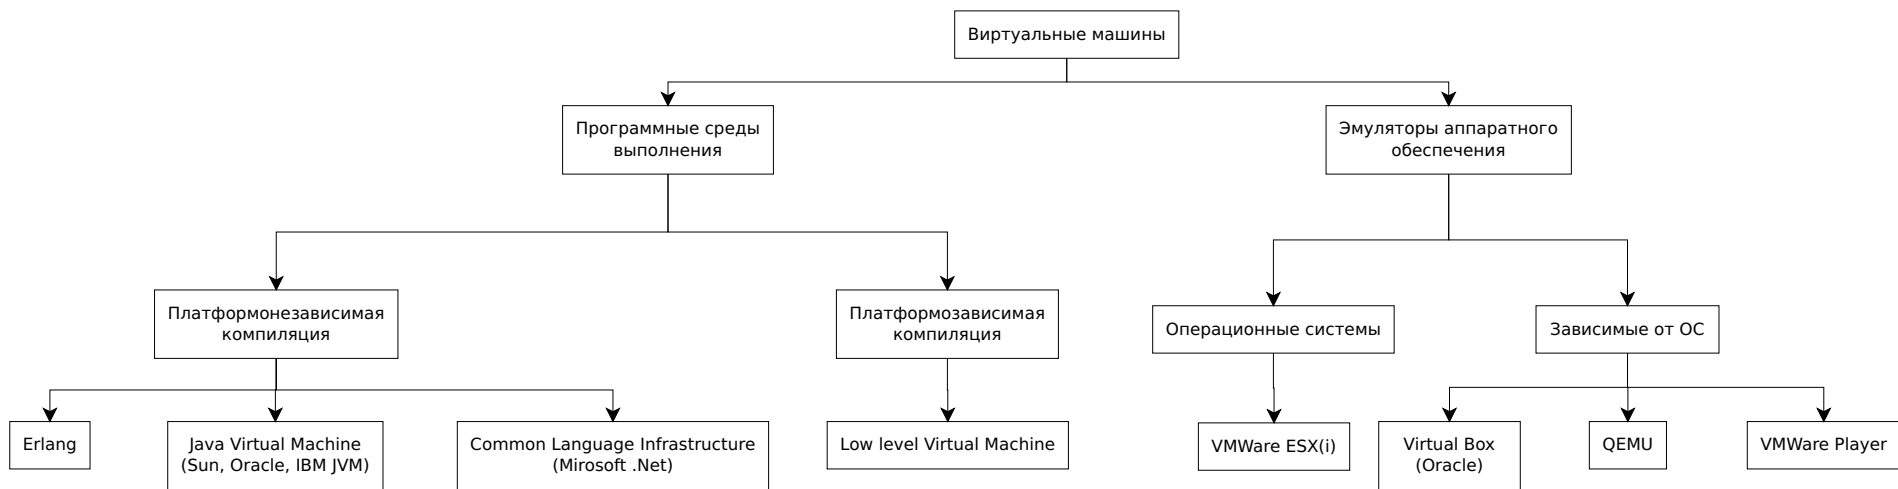 Виртуальные машины
Программные среды
выполнения
Эмуляторы аппаратного
обеспечения
Платформонезависимая
компиляция
Платформозависимая
компиляция
Операционные системы
Зависимые от ОС
Erlang
Java Virtual Machine
(Sun, Oracle, IBM JVM)
Common Language Infrastructure
(Mirosoft .Net)
Low level Virtual Machine
VMWare ESX(i)
Virtual Box
(Oracle)
QEMU
VMWare Player